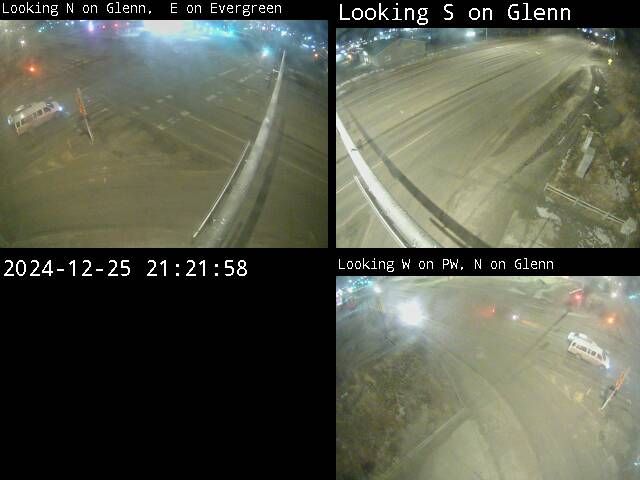 Looking N on Glenn,  E on Evergreen
Looking S on Glenn
2024-12-25 21:21:58
Looking W on PW, N on Glenn